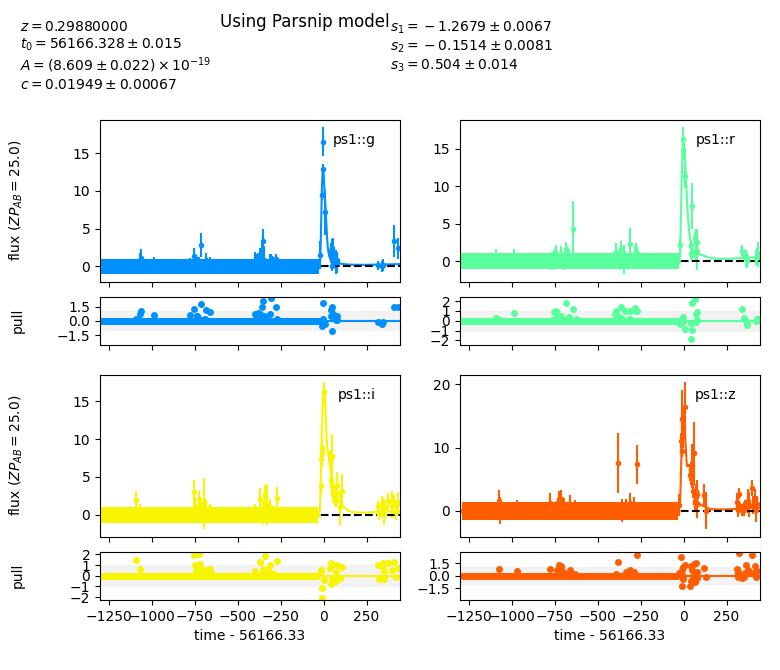 Using Parsnip model
z = 0.29880000
t₀ = 56166.328 ± 0.015
A = (8.609 ± 0.022) × 10⁻¹⁹
c = 0.01949 ± 0.00067
s₁ = −1.2679 ± 0.0067
s₂ = −0.1514 ± 0.0081
s₃ = 0.504 ± 0.014
flux (ZP_AB = 25.0)
15
10
5
0
ps1::g
15
10
5
0
ps1::r
pull
1.5
0.0
−1.5
2
1
0
−1
−2
flux (ZP_AB = 25.0)
15
10
5
0
ps1::i
20
10
0
ps1::z
pull
2
1
0
−1
−2
1.5
0.0
−1.5
−1250 −1000 −750 −500 −250 0 250
−1250 −1000 −750 −500 −250 0 250
time - 56166.33
time - 56166.33